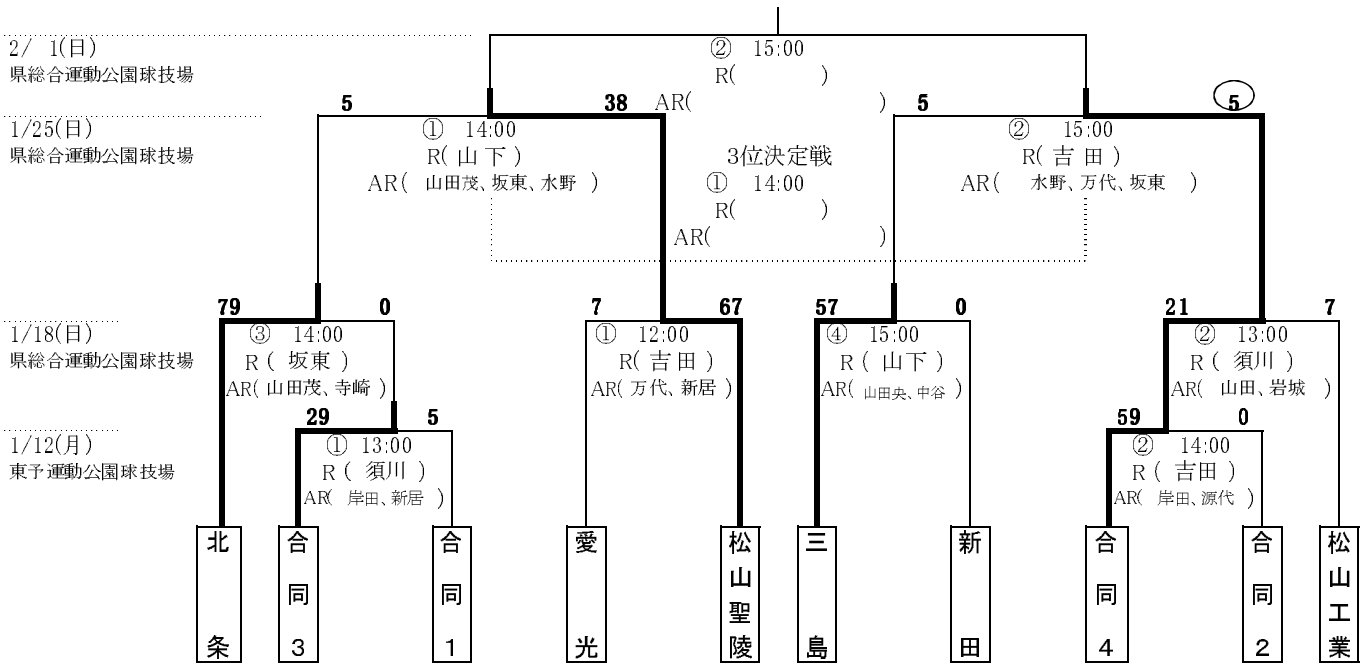 2/ 1(日)
県総合運動公園球技場
② 15:00
R( )
AR( )
5 38 5 5
1/25(日)
県総合運動公園球技場
① 14:00
R( 山下 )
AR( 山田茂、坂東、水野 )
3位決定戦
① 14:00
R( )
AR( )
② 15:00
R( 吉田 )
AR( 水野、万代、坂東 )
79 0 7 67 57 0 21 7
1/18(日)
県総合運動公園球技場
③ 14:00
R ( 坂東 )
AR( 山田茂、寺崎 )
① 12:00
R( 吉田 )
AR( 万代、新居 )
④ 15:00
R ( 山下 )
AR( 山田央、中谷 )
② 13:00
R ( 須川 )
AR( 山田、岩城 )
29 5 59 0
1/12(月)
東予運動公園球技場
① 13:00
R ( 須川 )
AR( 岸田、新居 )
② 14:00
R ( 吉田 )
AR( 岸田、源代 )
北条
合同3
合同1
愛光
松山聖陵
三島
新田
合同4
合同2
松山工業